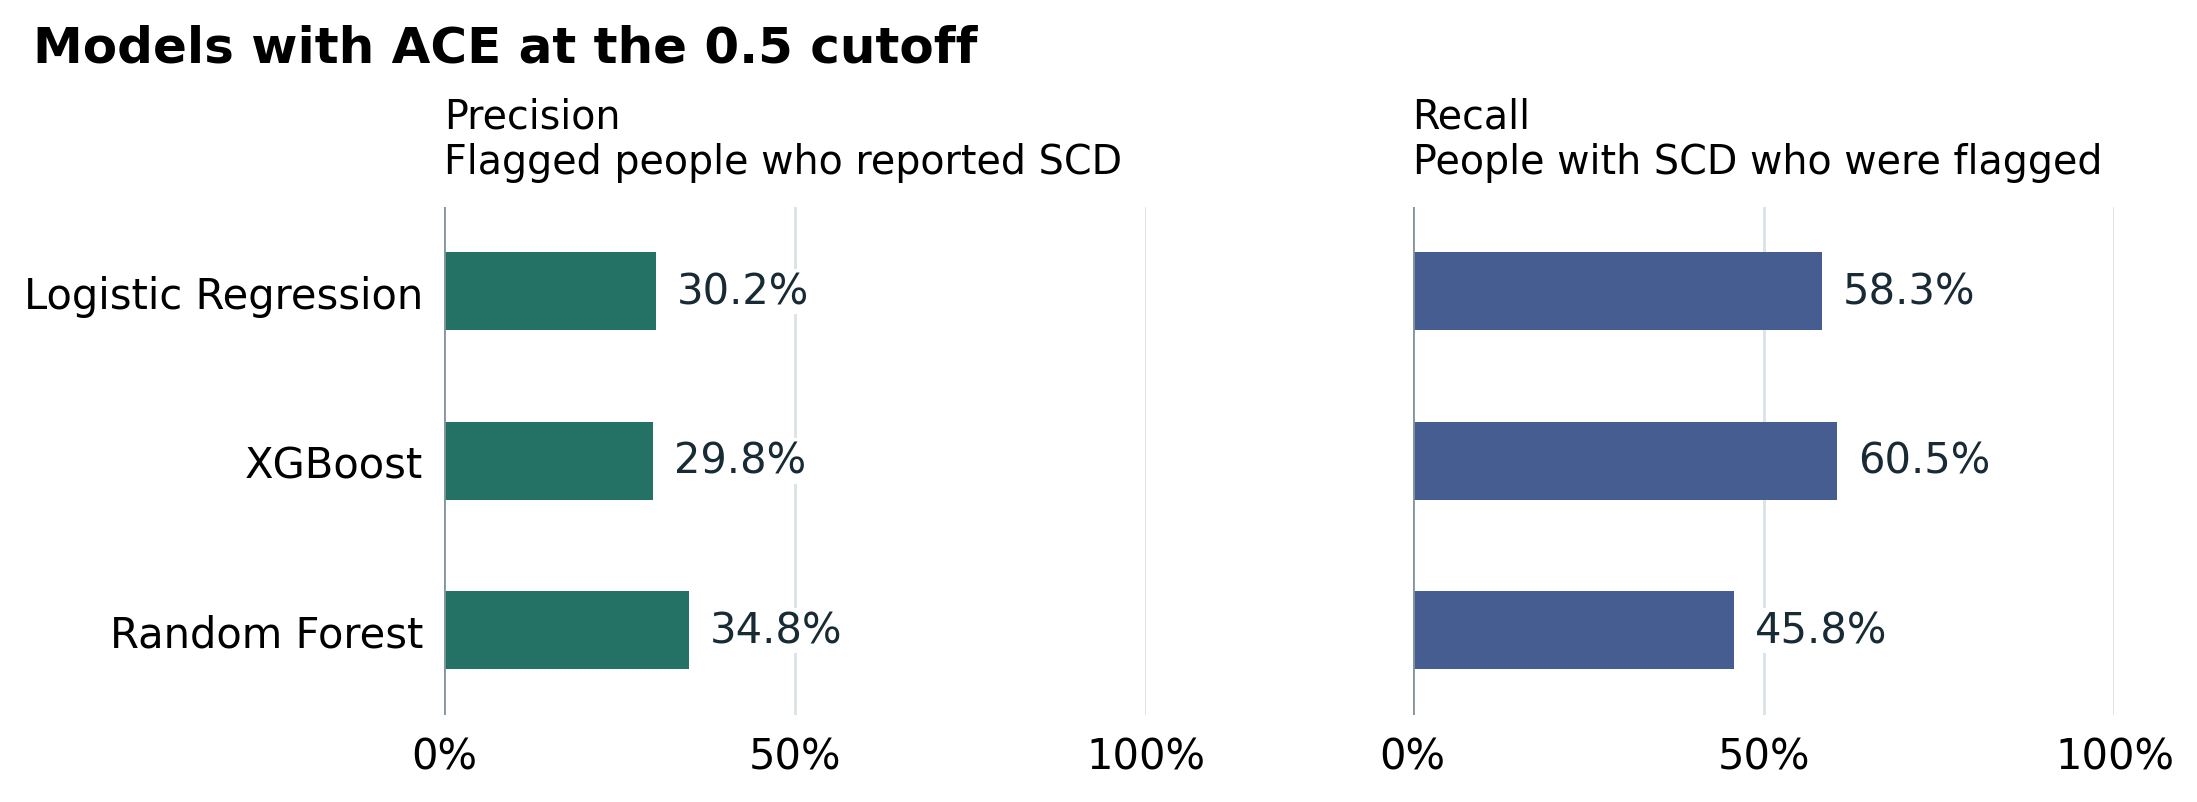 Models with ACE at the 0.5 cutoff
Precision
Flagged people who reported SCD
Logistic Regression
30.2%
XGBoost
29.8%
Random Forest
34.8%
0%
50%
100%
Recall
People with SCD who were flagged
58.3%
60.5%
45.8%
0%
50%
100%